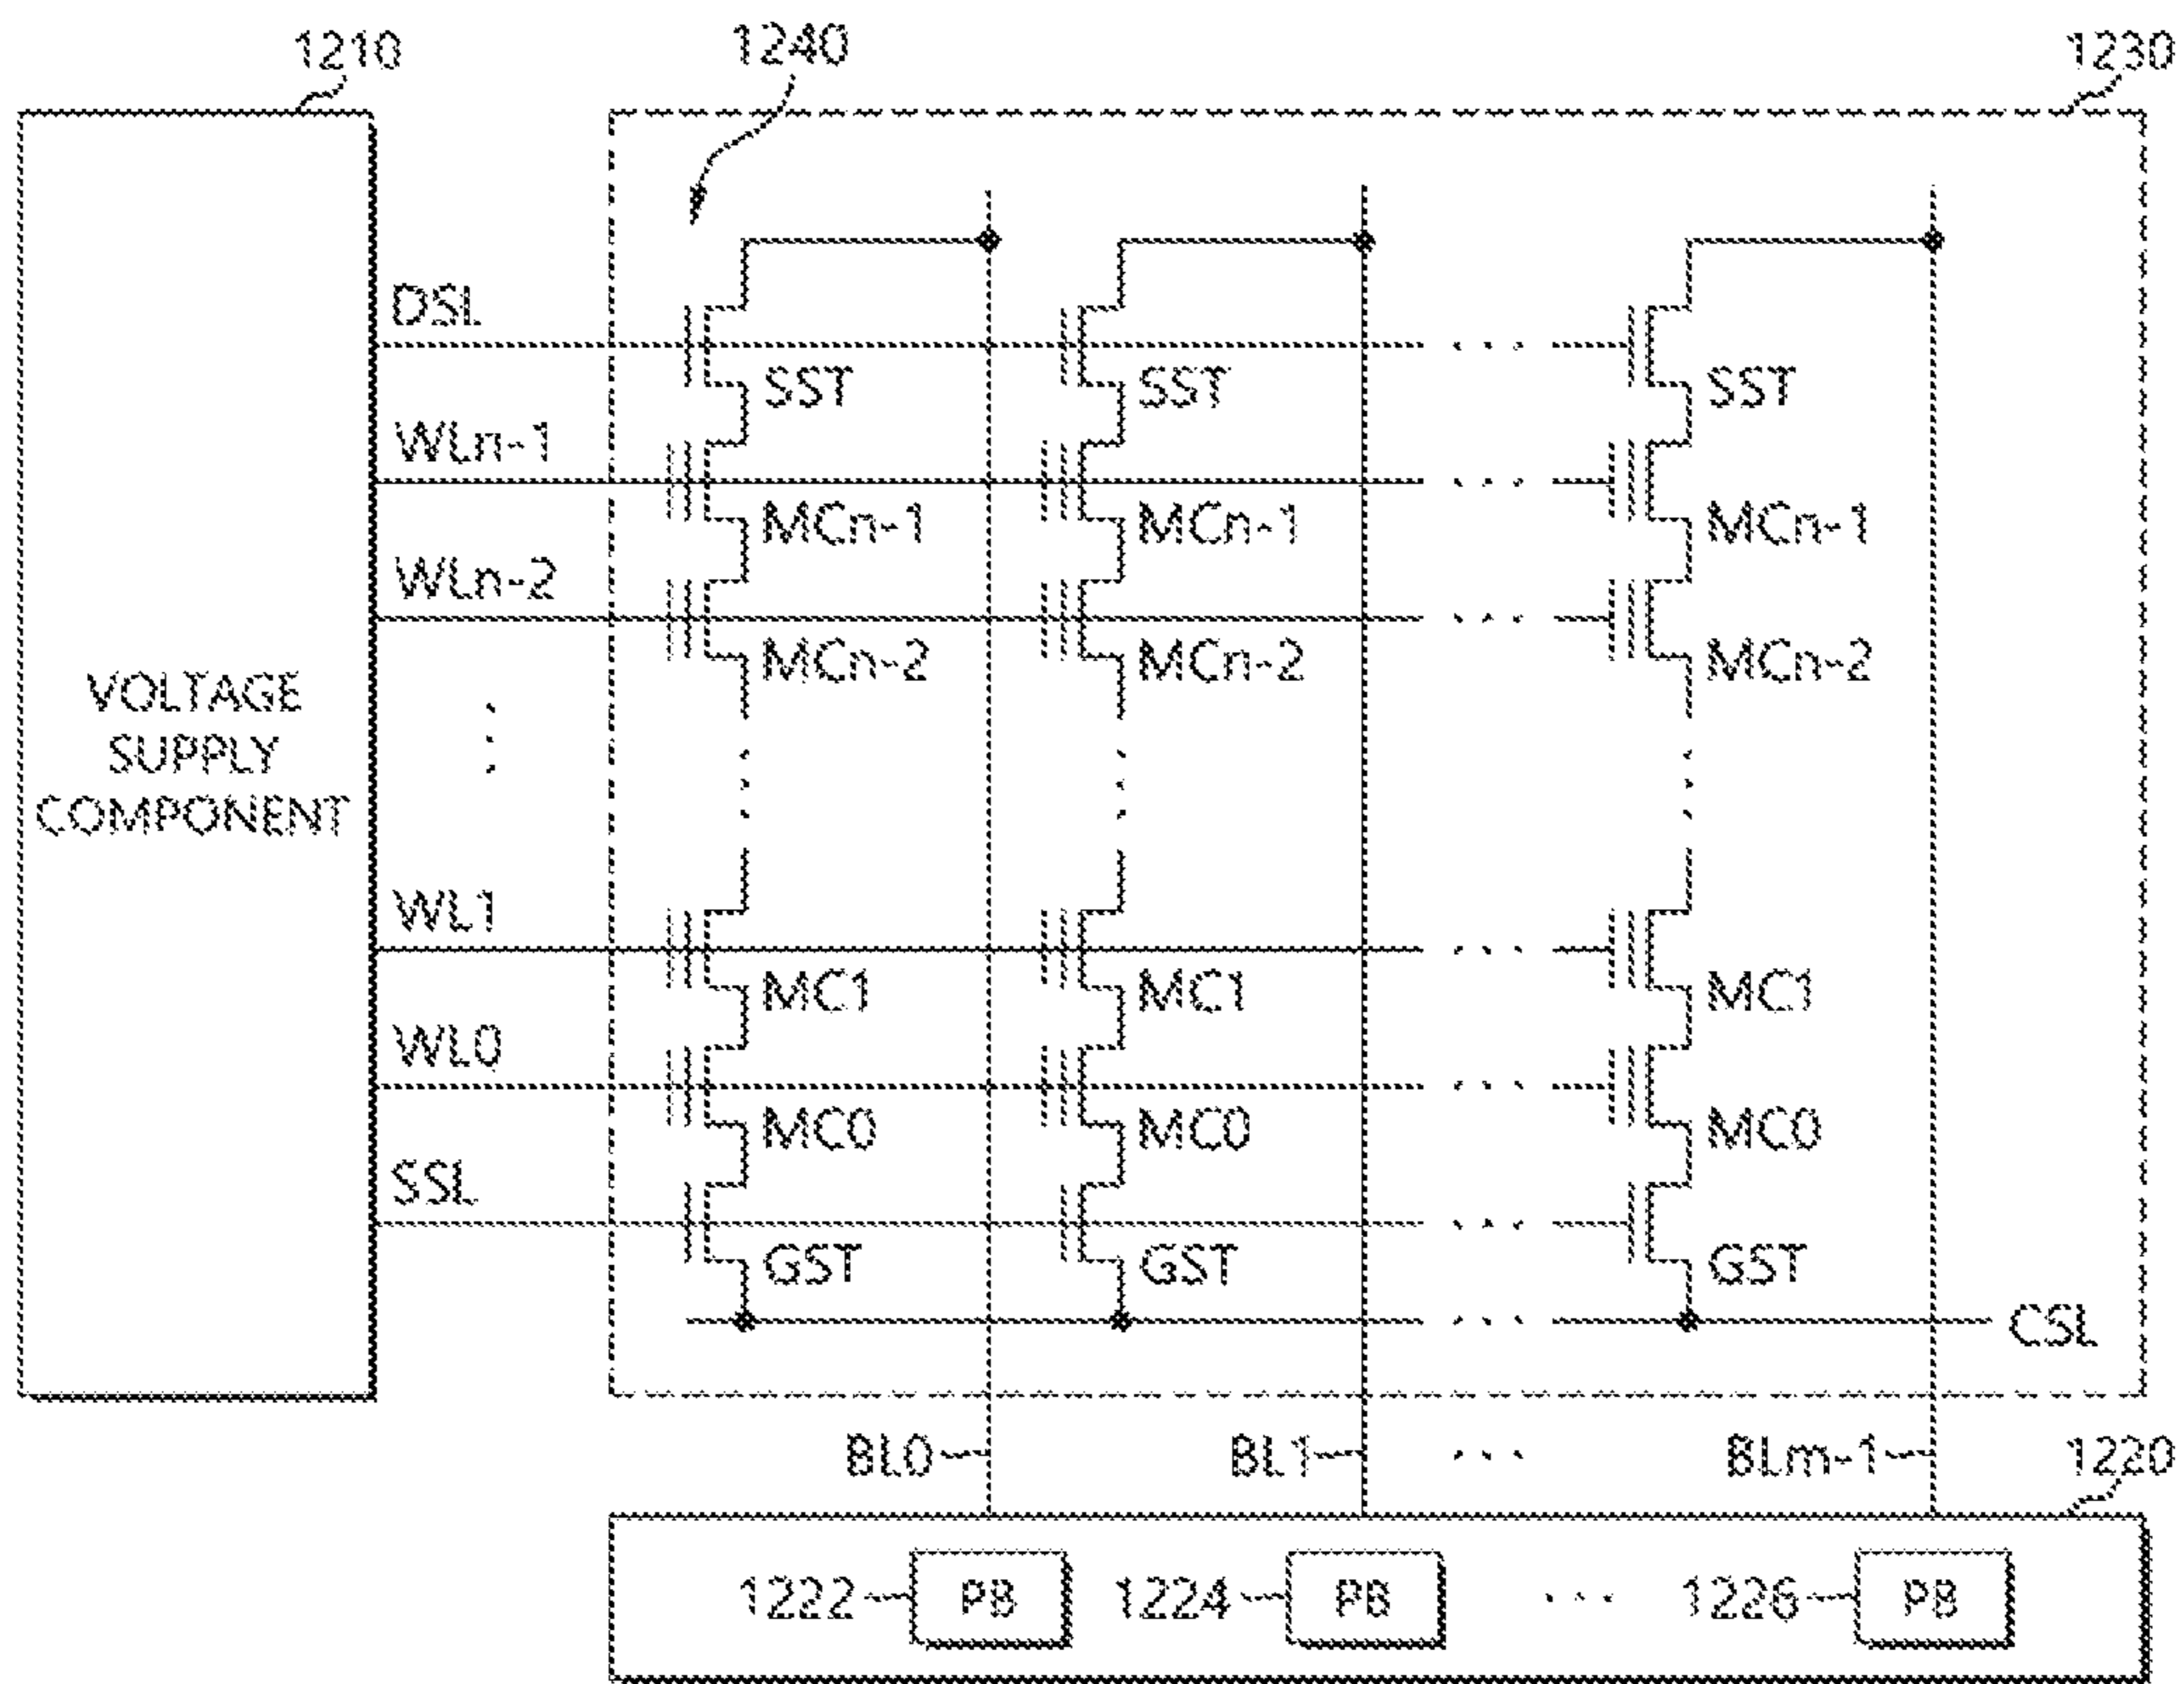 1210
1240
1230
DSL
SST SST SST
WLn-1
MCn-1 MCn-1 MCn-1
WLn-2
MCn-2 MCn-2 MCn-2
VOLTAGE
SUPPLY
COMPONENT
WL1
MC1 MC1 MC1
WL0
MC0 MC0 MC0
SSL
GST GST GST
CSL
BL0 BL1 ... BLm-1
1220
1222 PB 1224 PB ... 1226 PB